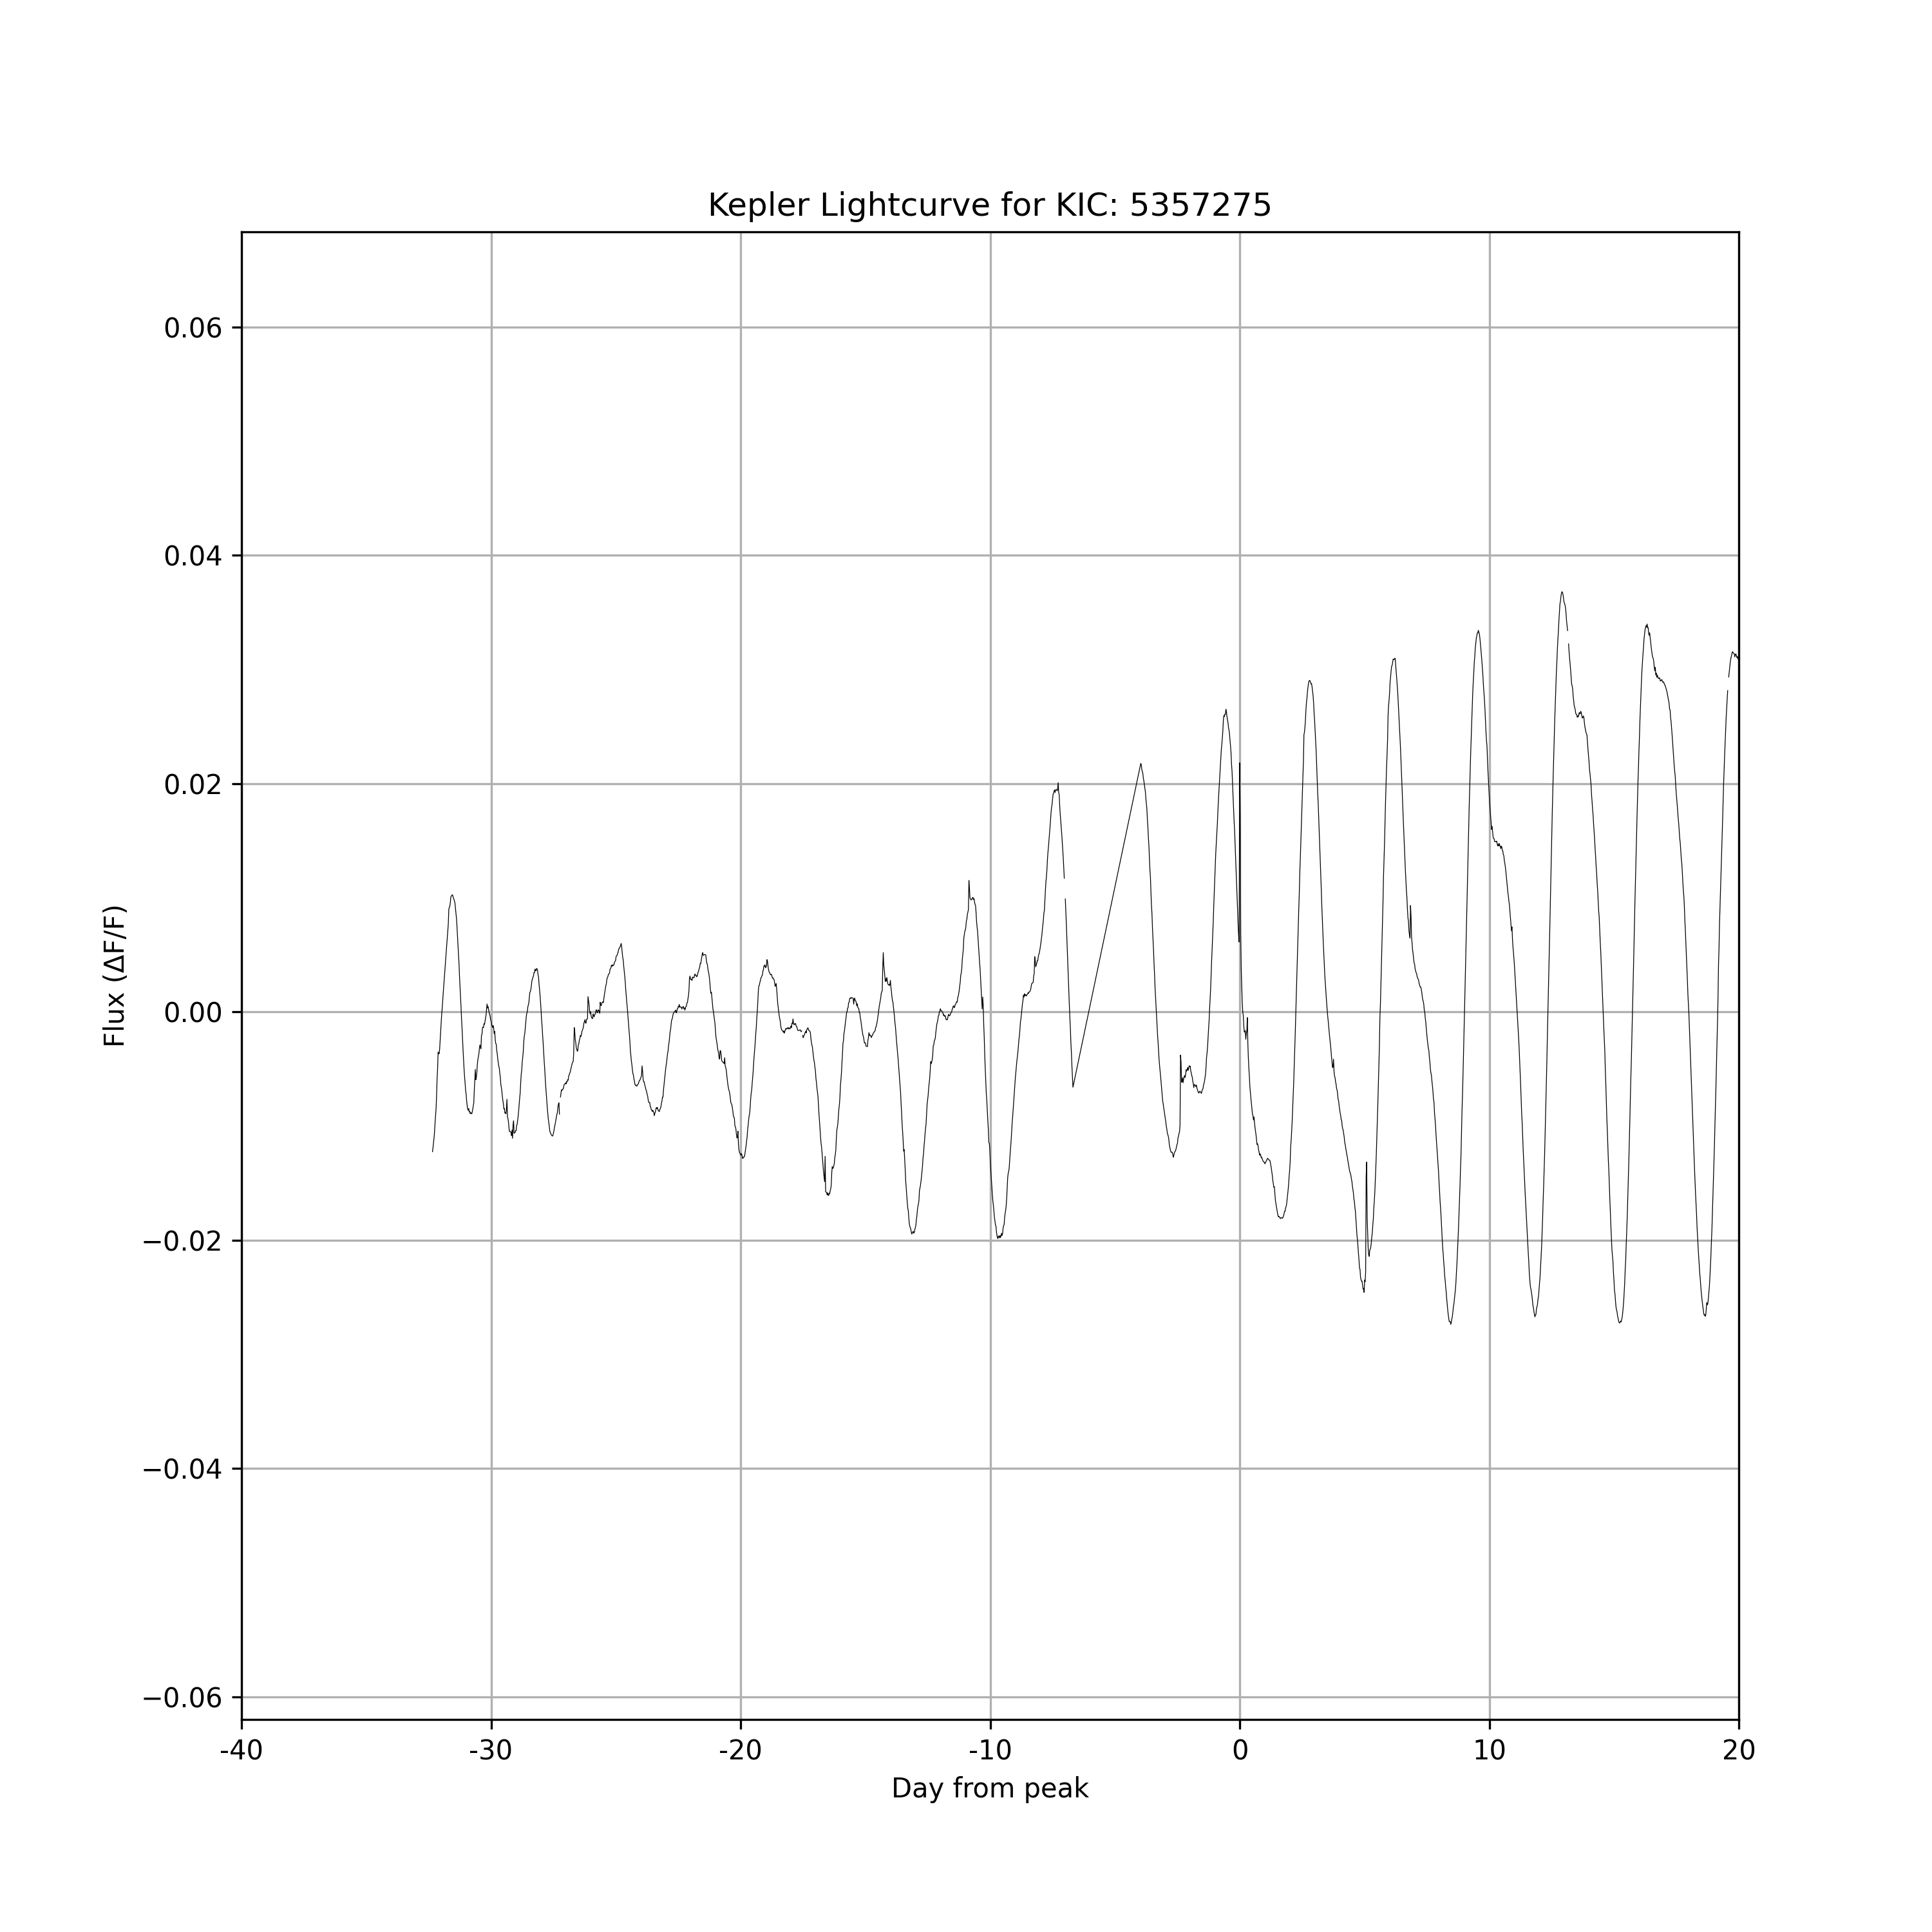 Kepler Lightcurve for KIC: 5357275
0.06
0.04
0.02
0.00
−0.02
−0.04
−0.06
Flux (ΔF/F)
-40 -30 -20 -10 0 10 20
Day from peak